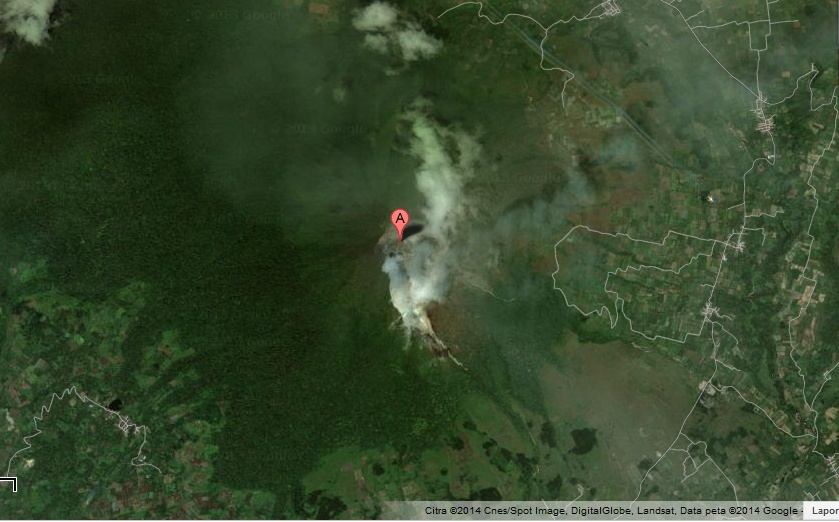 A
Citra ©2014 Cnes/Spot Image, DigitalGlobe, Landsat, Data peta ©2014 Google - Lapor